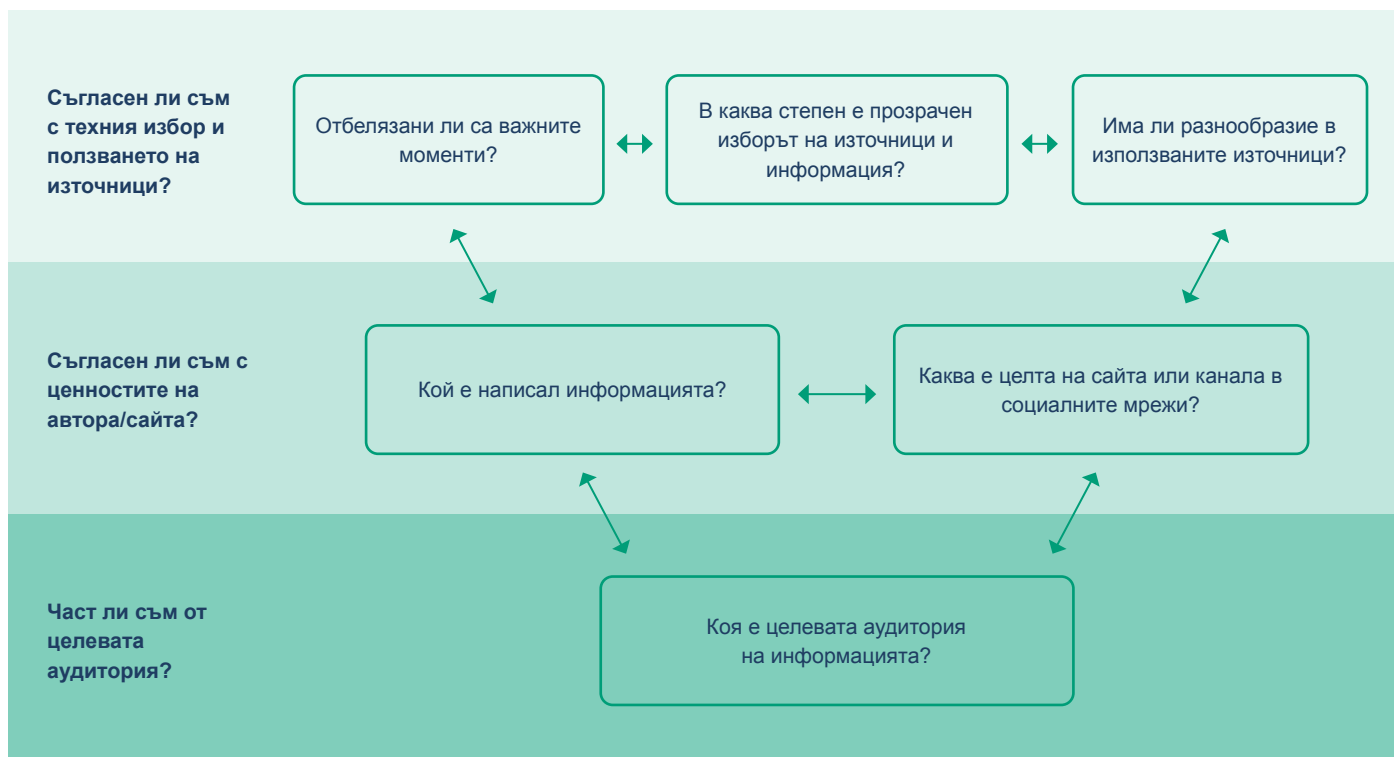 Съгласен ли съм
с техния избор и
ползването на
източници?
Отбелязани ли са важните
моменти?
В каква степен е прозрачен
изборът на източници и
информация?
Има ли разнообразие в
използваните източници?
Съгласен ли съм с
ценностите на
автора/сайта?
Кой е написал информацията?
Каква е целта на сайта или канала в
социалните мрежи?
Част ли съм от
целевата
аудитория?
Коя е целевата аудитория
на информацията?